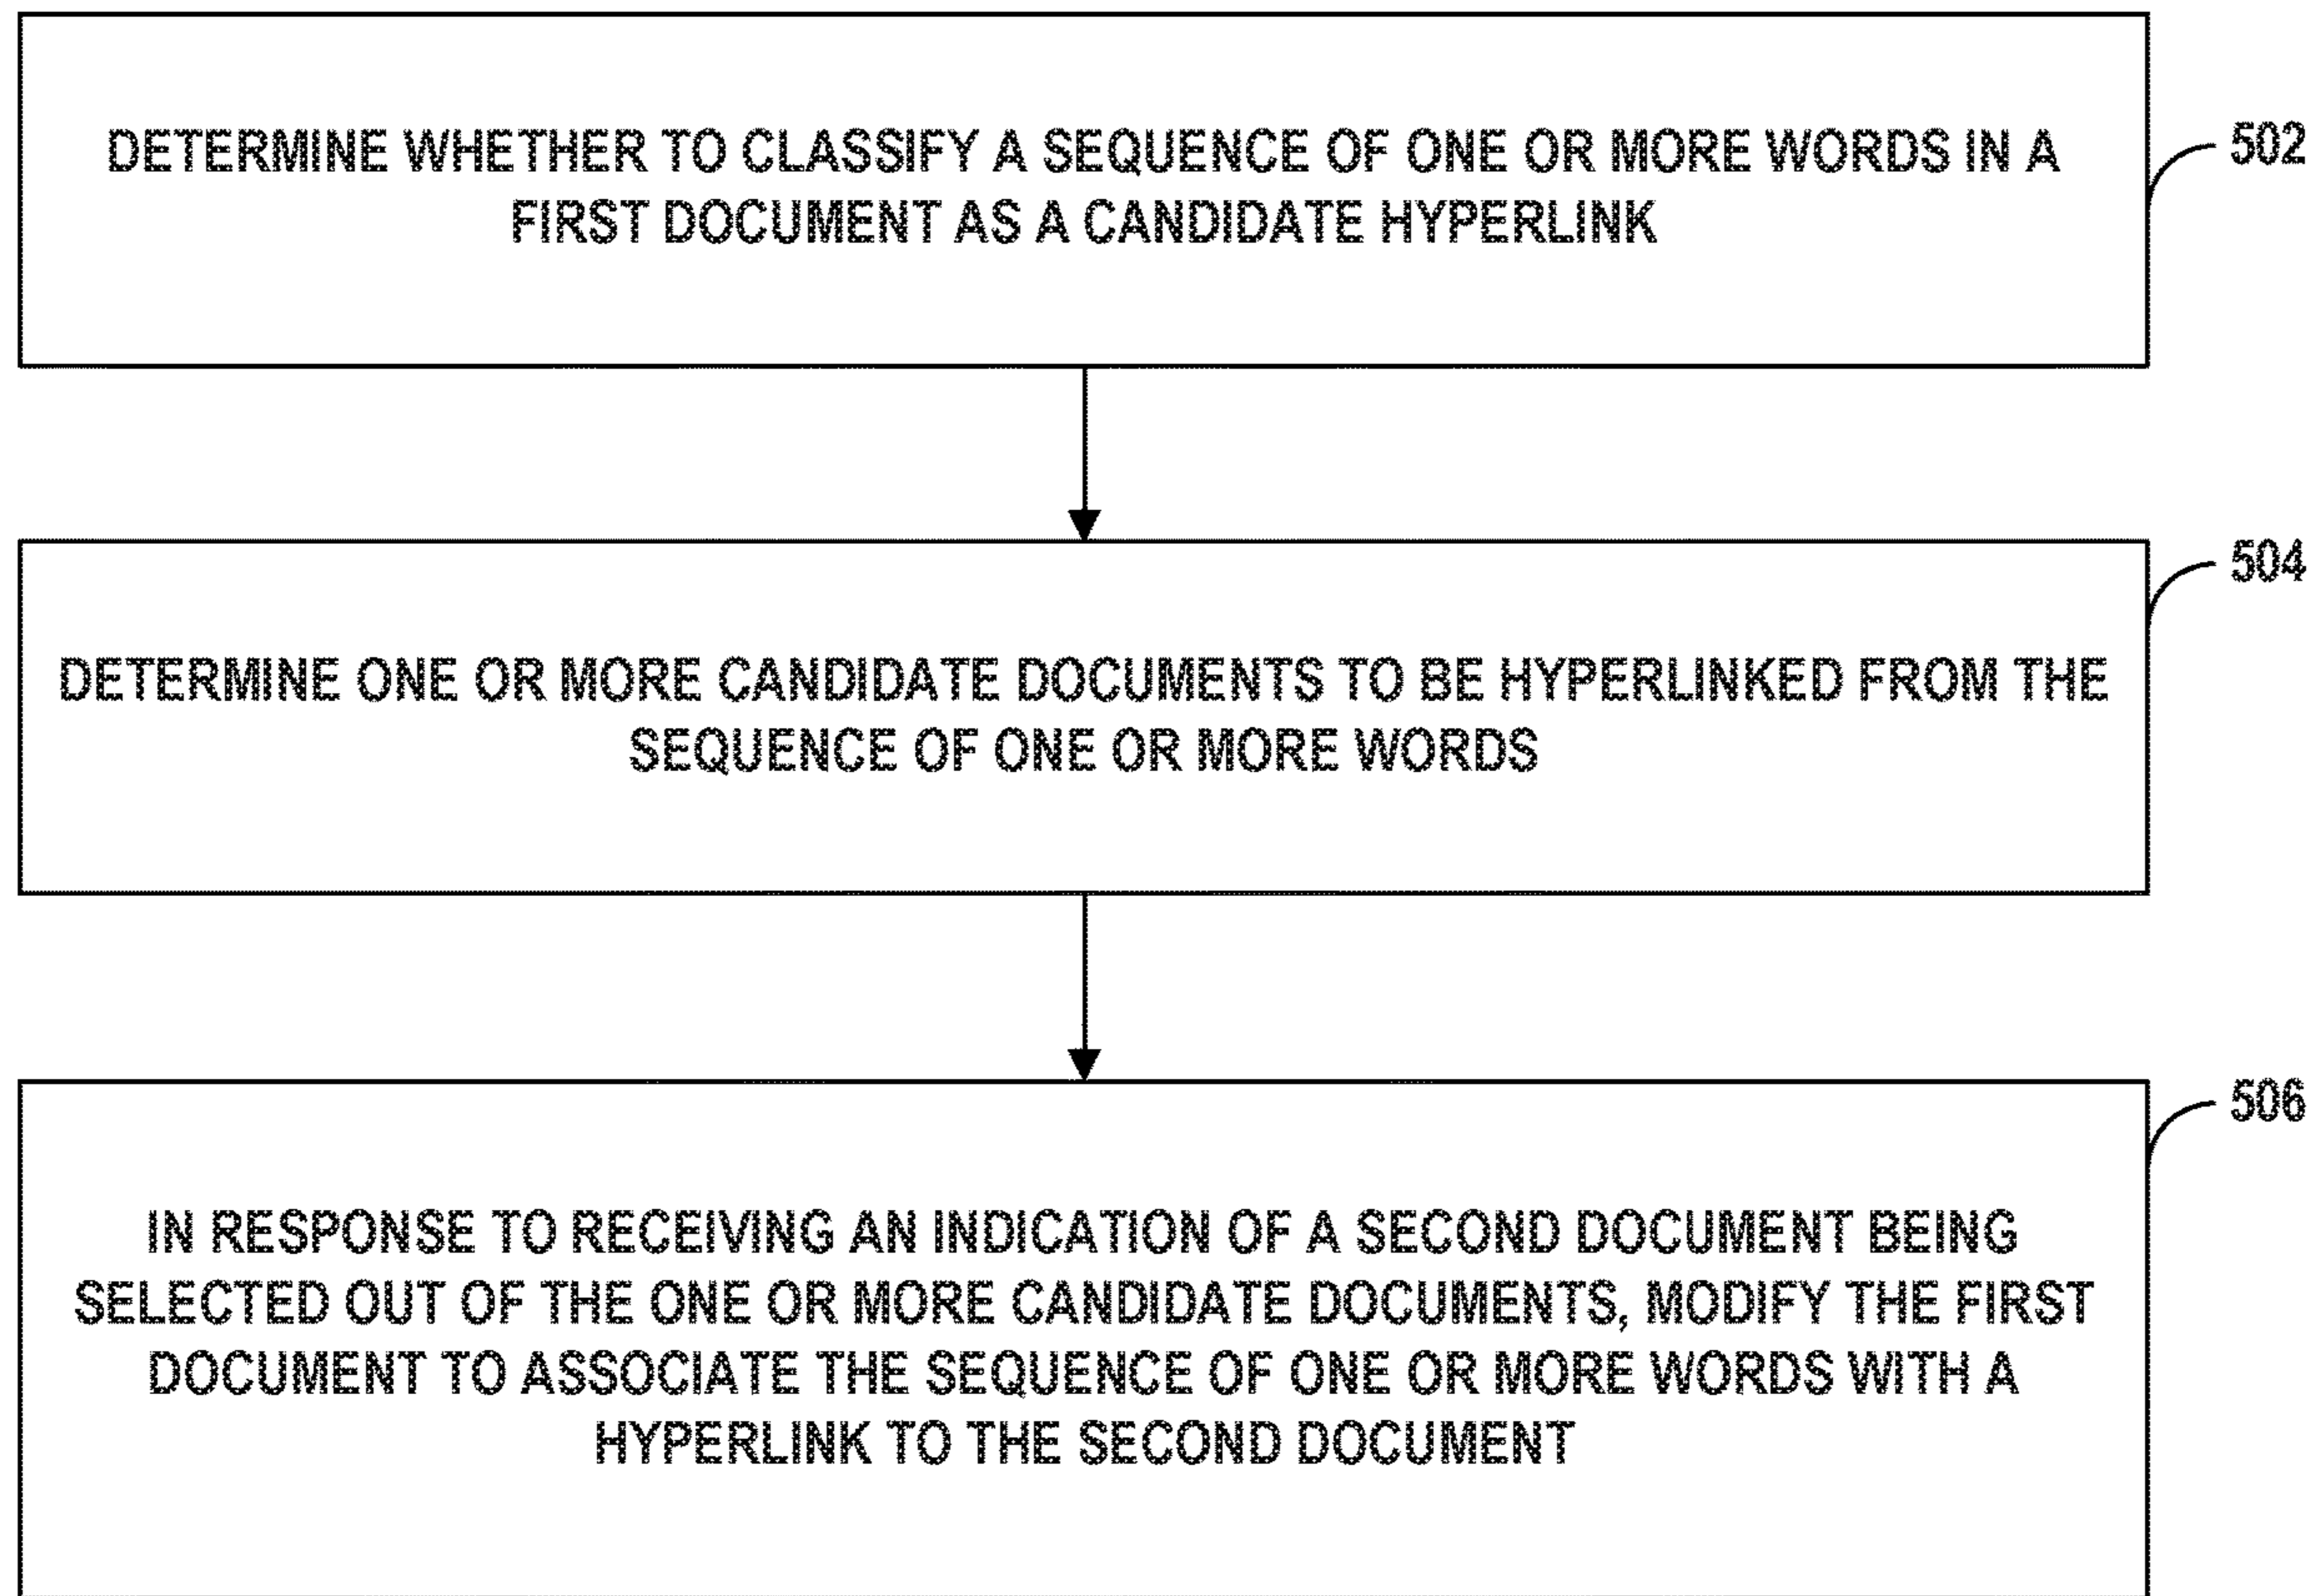 DETERMINE WHETHER TO CLASSIFY A SEQUENCE OF ONE OR MORE WORDS IN A
FIRST DOCUMENT AS A CANDIDATE HYPERLINK
502
DETERMINE ONE OR MORE CANDIDATE DOCUMENTS TO BE HYPERLINKED FROM THE
SEQUENCE OF ONE OR MORE WORDS
504
IN RESPONSE TO RECEIVING AN INDICATION OF A SECOND DOCUMENT BEING
SELECTED OUT OF THE ONE OR MORE CANDIDATE DOCUMENTS, MODIFY THE FIRST
DOCUMENT TO ASSOCIATE THE SEQUENCE OF ONE OR MORE WORDS WITH A
HYPERLINK TO THE SECOND DOCUMENT
506